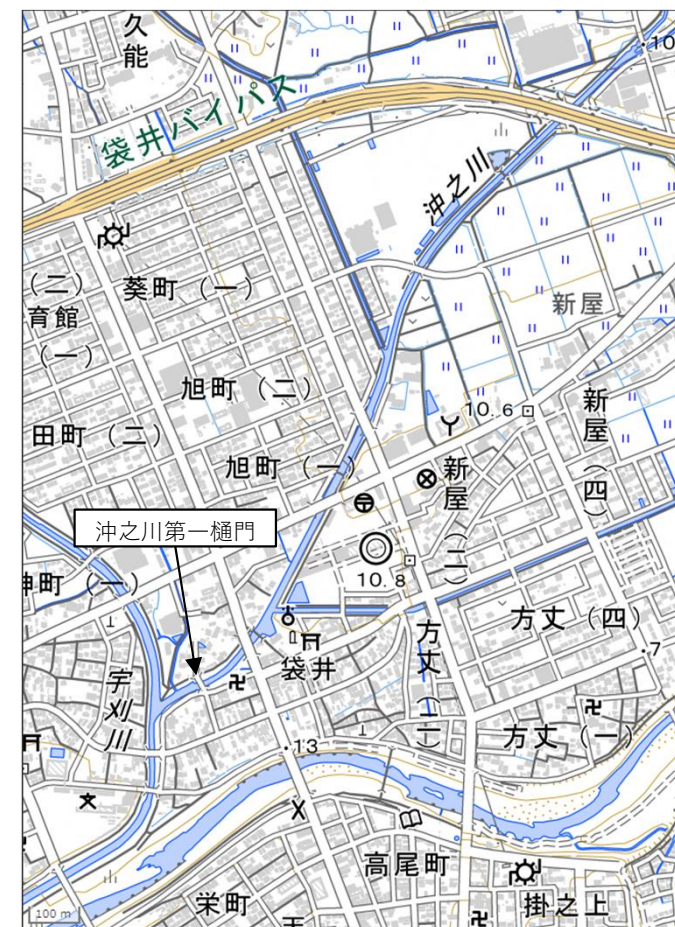 久能
袋井バイパス
10
沖之川
葵町（一）
（二）
育館
（一）
新屋
旭町（二）
10.6
田町（二）
新屋（四）
旭町（一）
新屋（二）
沖之川第一樋門
10.8
町（一）
方丈（四）
方丈（二）
袋井
宇刈川
7
方丈（一）
13
高尾町
栄町
掛之上
100 m